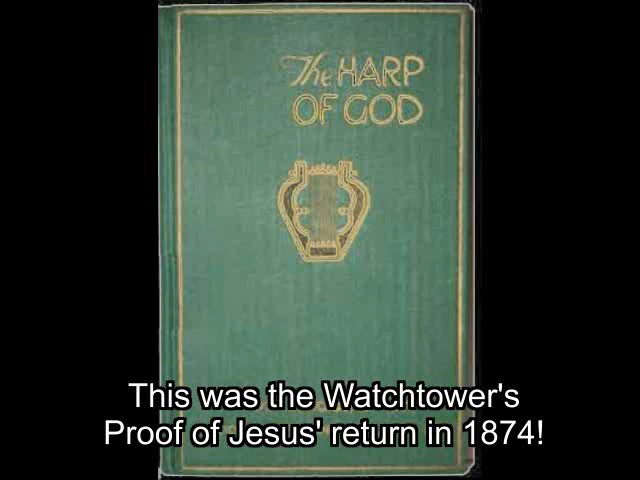 The HARP
OF GOD
This was the Watchtower's
Proof of Jesus' return in 1874!